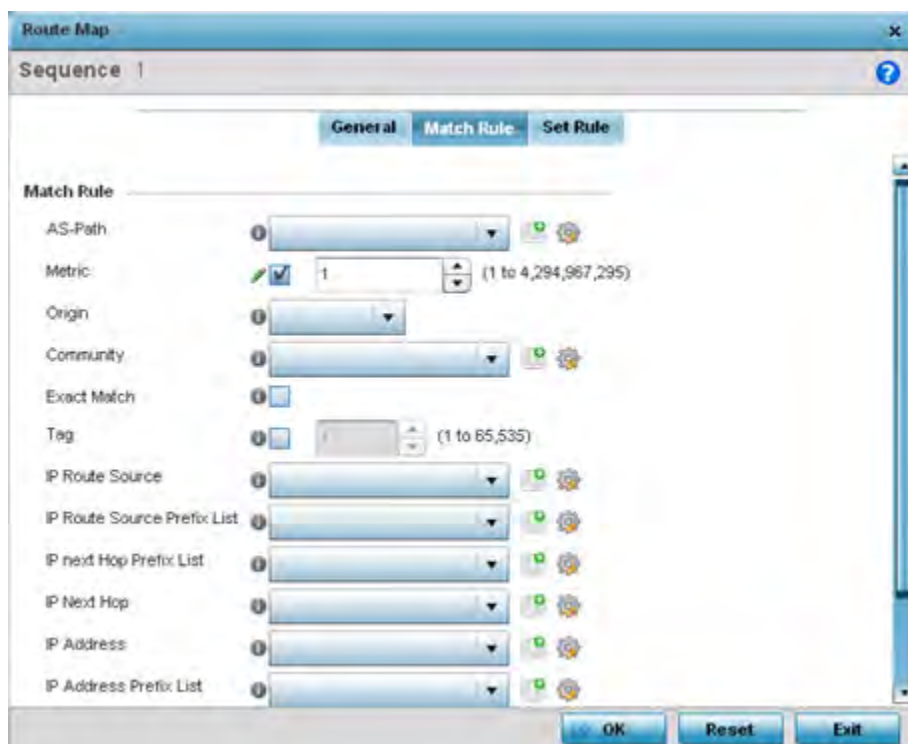 Route Map
Sequence 1
General Match Rule Set Rule
Match Rule
AS-Path
Metric 1 (1 to 4,294,967,295)
Origin
Community
Exact Match
Tag 1 (1 to 65,535)
IP Route Source
IP Route Source Prefix List
IP next Hop Prefix List
IP Next Hop
IP Address
IP Address Prefix List
OK Reset Exit